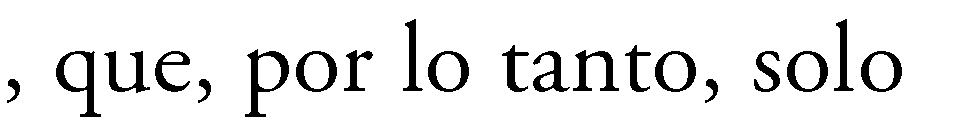 , que, por lo tanto, solo